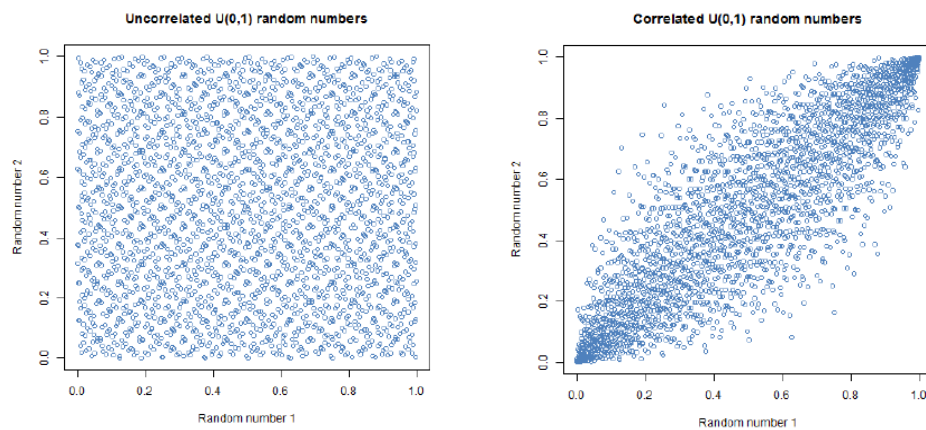 Uncorrelated U(0,1) random numbers
Random number 2
1.0
0.8
0.6
0.4
0.2
0.0
0.0 0.2 0.4 0.6 0.8 1.0
Random number 1
Correlated U(0,1) random numbers
Random number 2
1.0
0.8
0.6
0.4
0.2
0.0
0.0 0.2 0.4 0.6 0.8 1.0
Random number 1